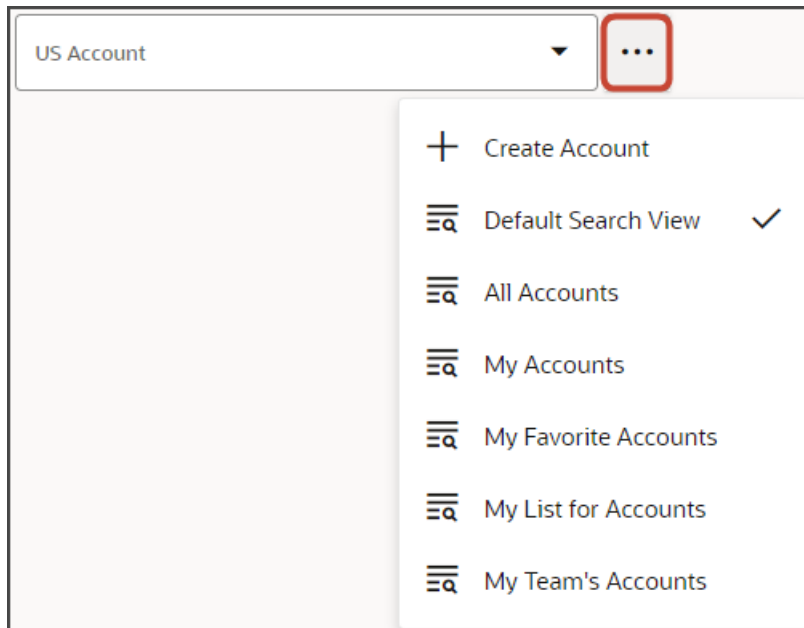 US Account
Create Account
Default Search View
All Accounts
My Accounts
My Favorite Accounts
My List for Accounts
My Team's Accounts